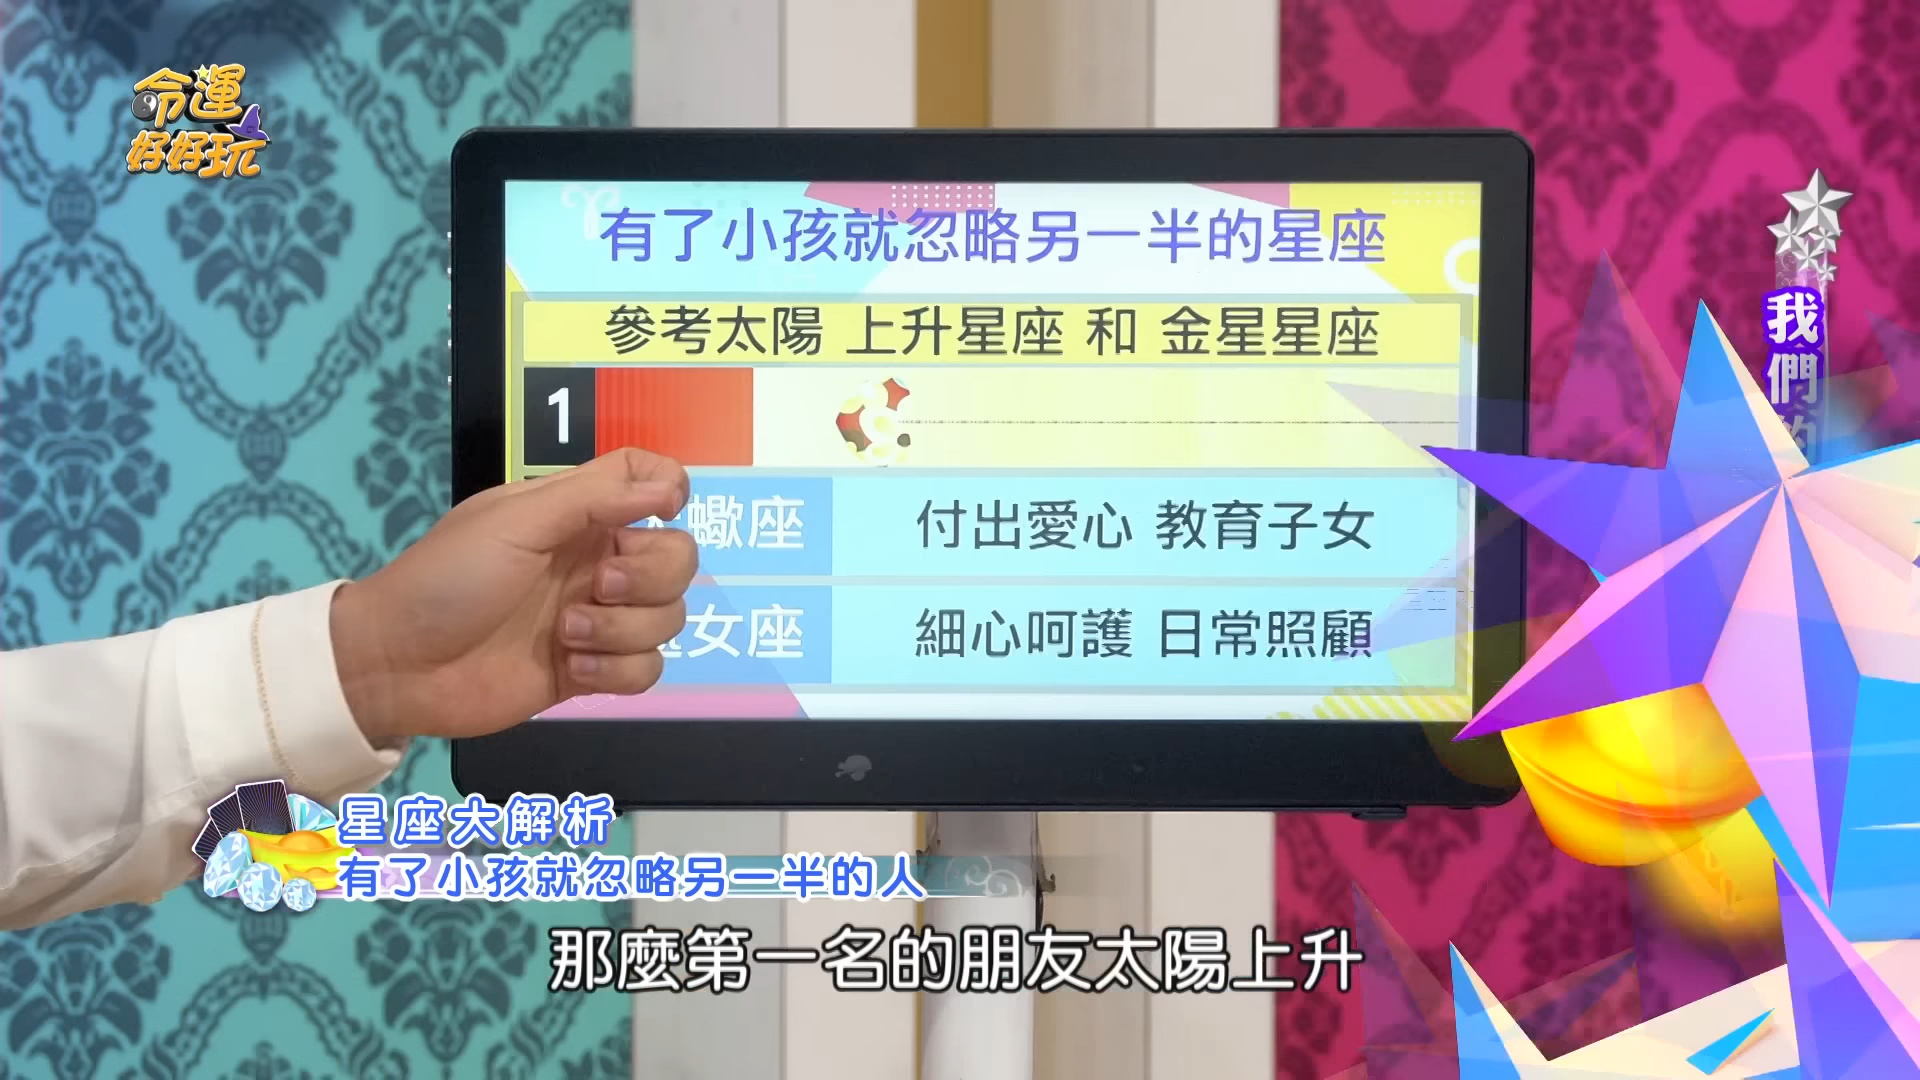 命運
好好玩
有了小孩就忽略另一半的星座
參考太陽 上升星座 和 金星星座
1
蠍座 付出愛心 教育子女
女座 細心呵護 日常照顧
我們的
星座大解析
有了小孩就忽略另一半的人
那麼第一名的朋友太陽上升